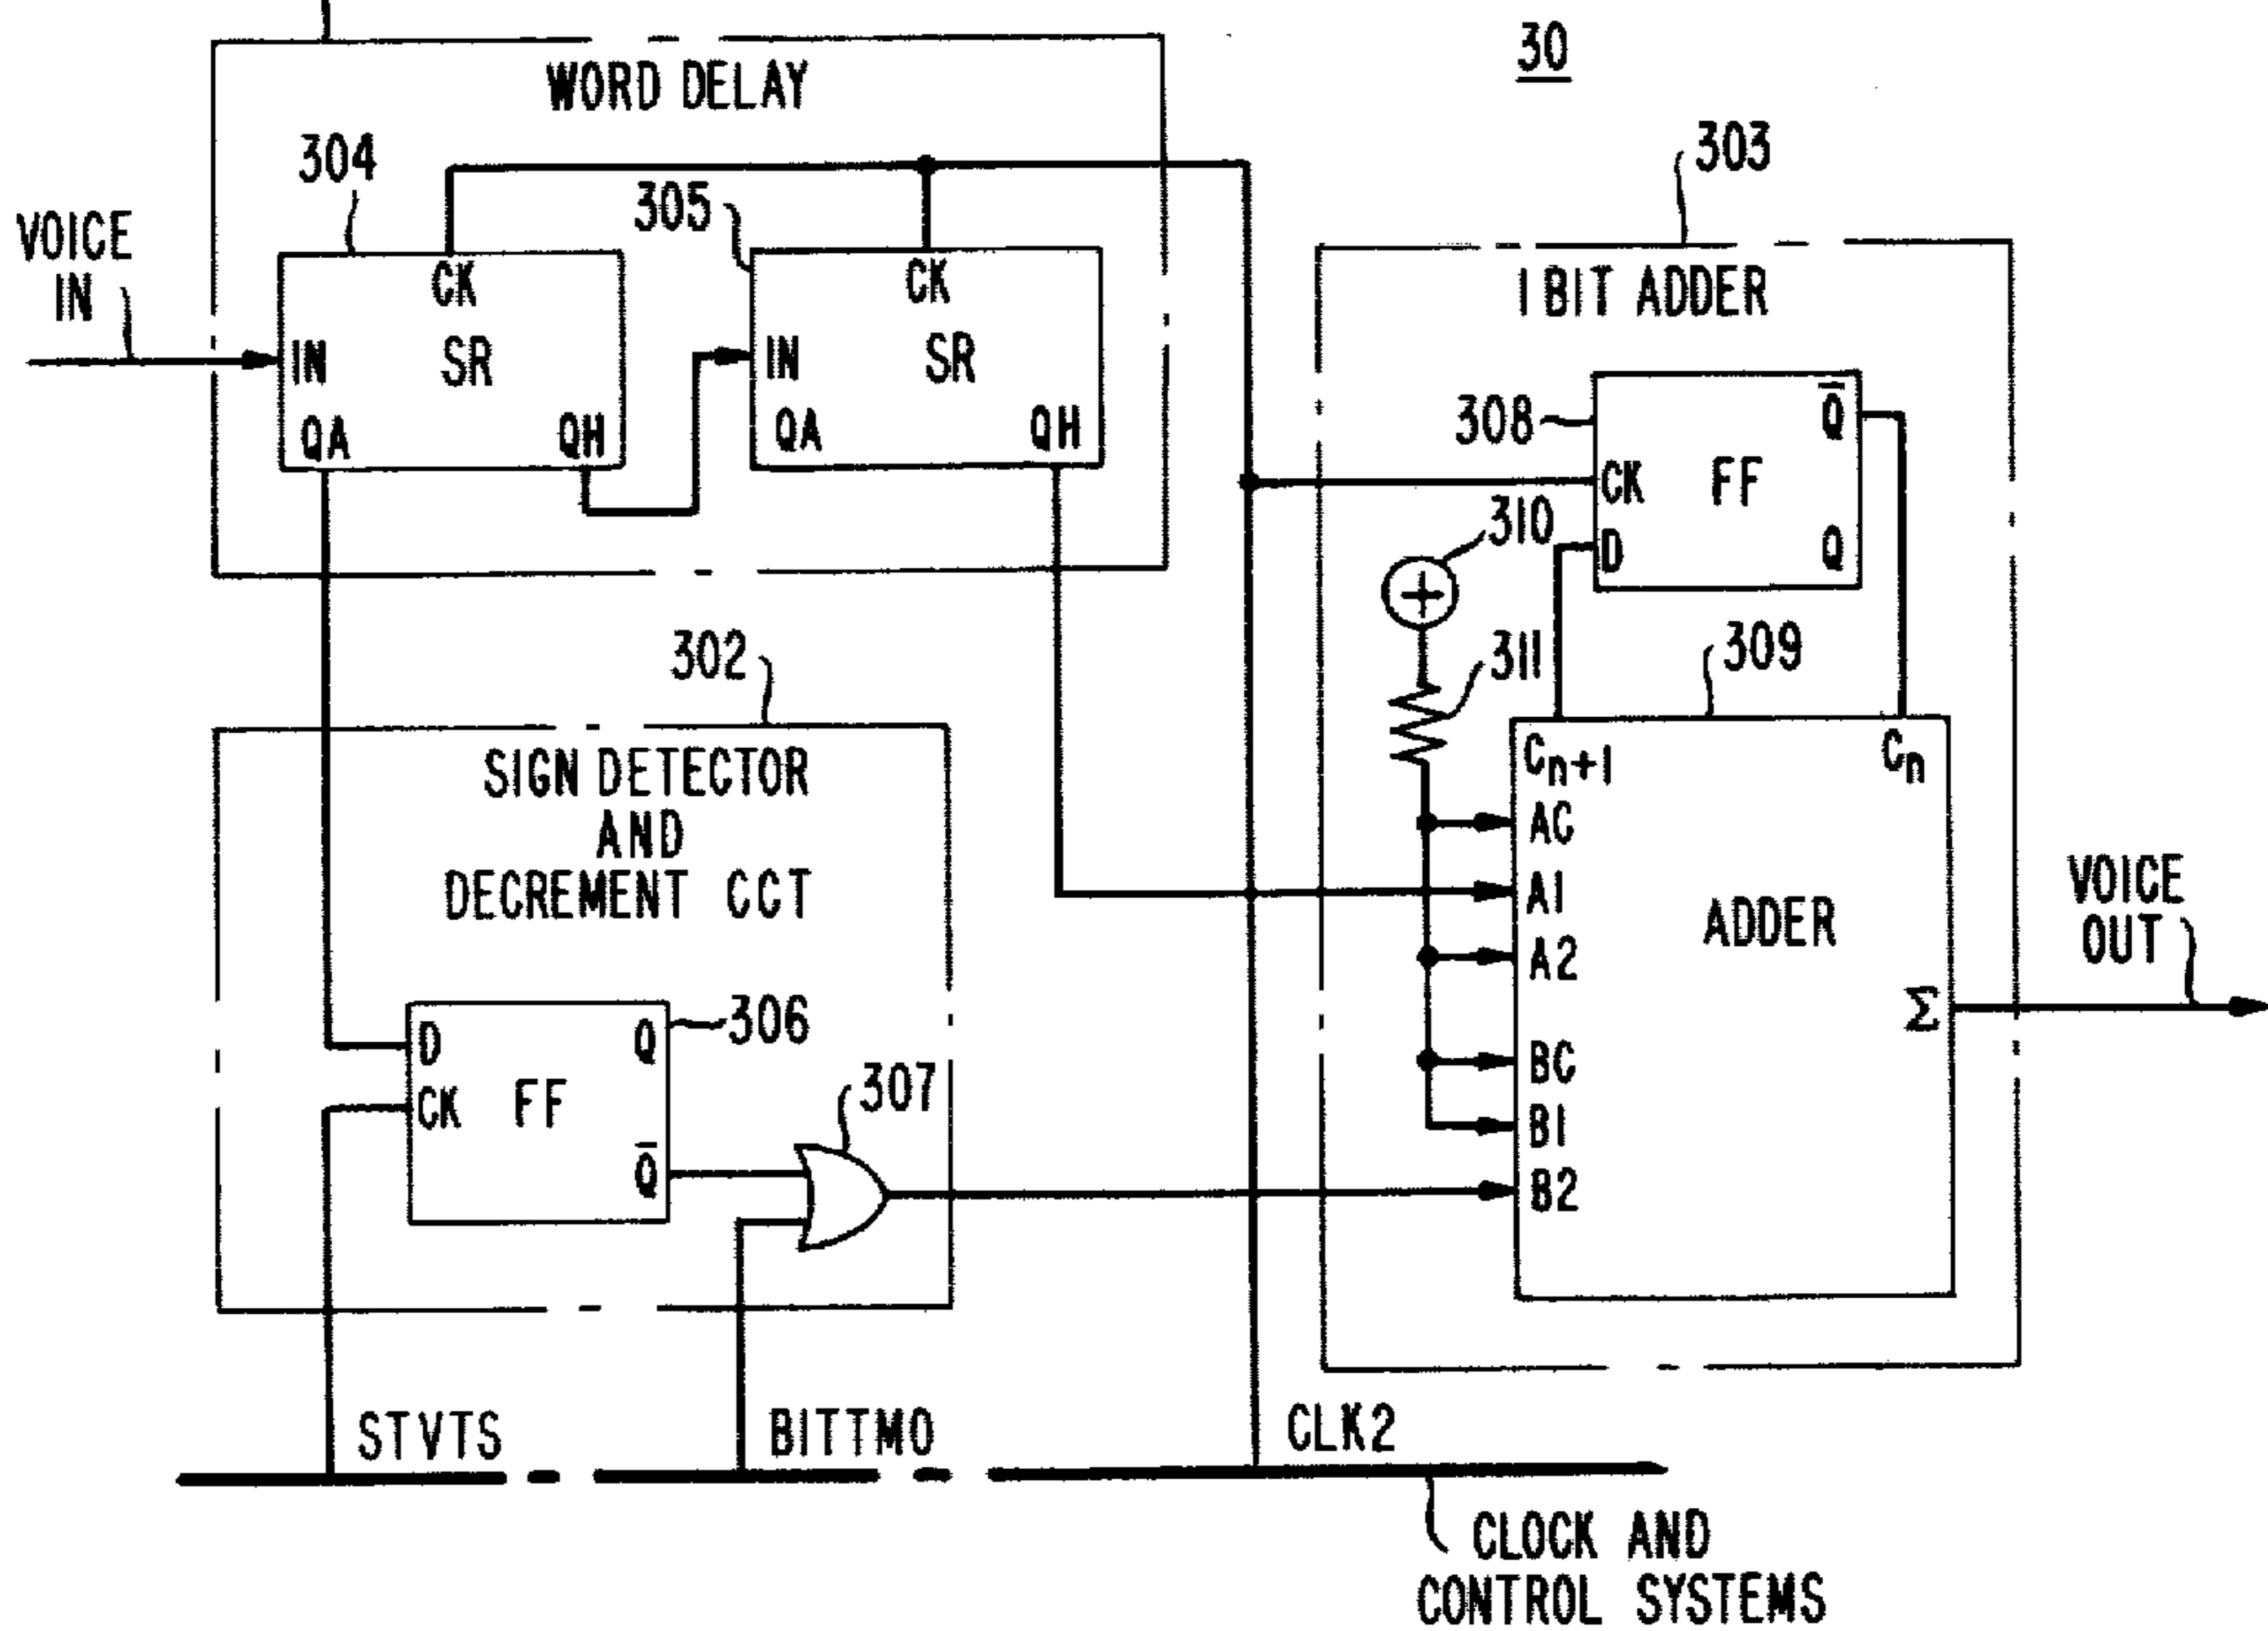 30
WORD DELAY
304
305
303
VOICE
IN
CK
IN
SR
QA
QH
CK
IN
SR
QA
QH
1 BIT ADDER
308
Q̅
CK
FF
D
Q
310
311
302
309
SIGN DETECTOR
AND
DECREMENT CCT
Cn+1
Cn
AC
A1
A2
BC
B1
B2
ADDER
Σ
VOICE
OUT
D
Q
306
CK
FF
Q̅
307
STVTS
BITTMO
CLK2
CLOCK AND
CONTROL SYSTEMS